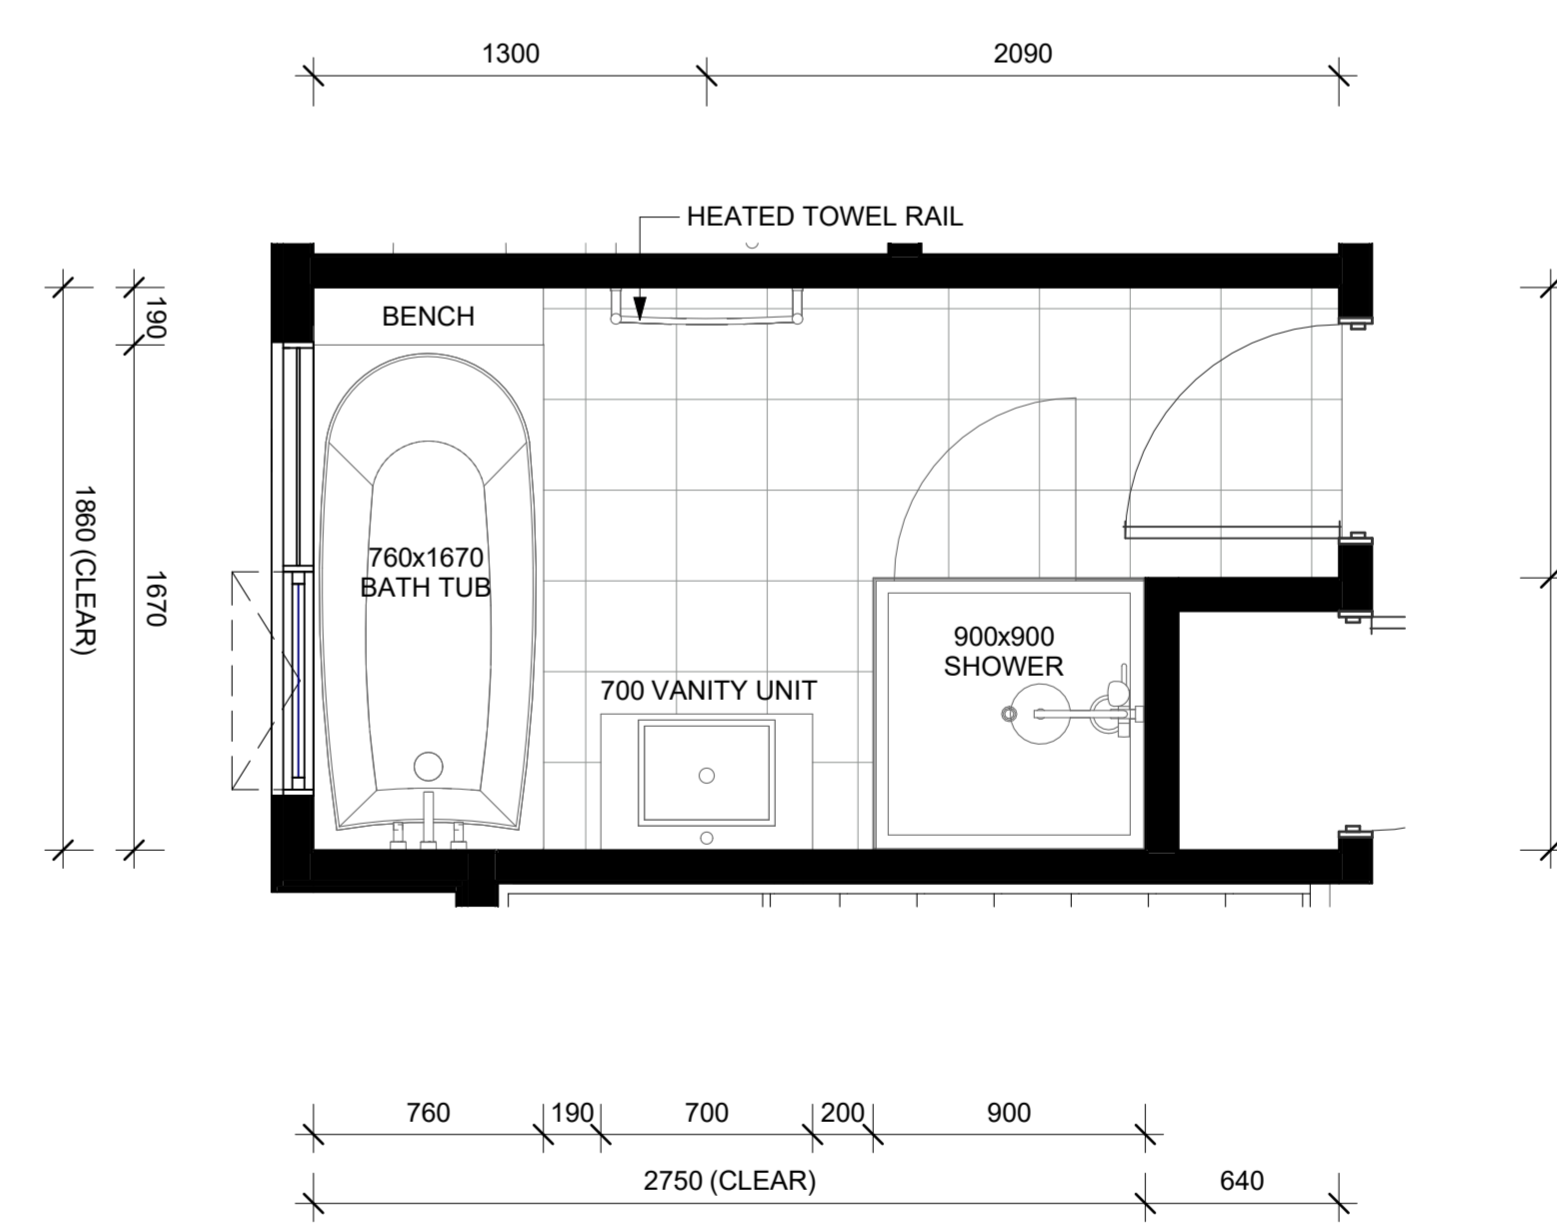 1300
2090
HEATED TOWEL RAIL
BENCH
190
1860 (CLEAR)
1670
760x1670
BATH TUB
900x900
SHOWER
700 VANITY UNIT
760
190
700
200
900
2750 (CLEAR)
640